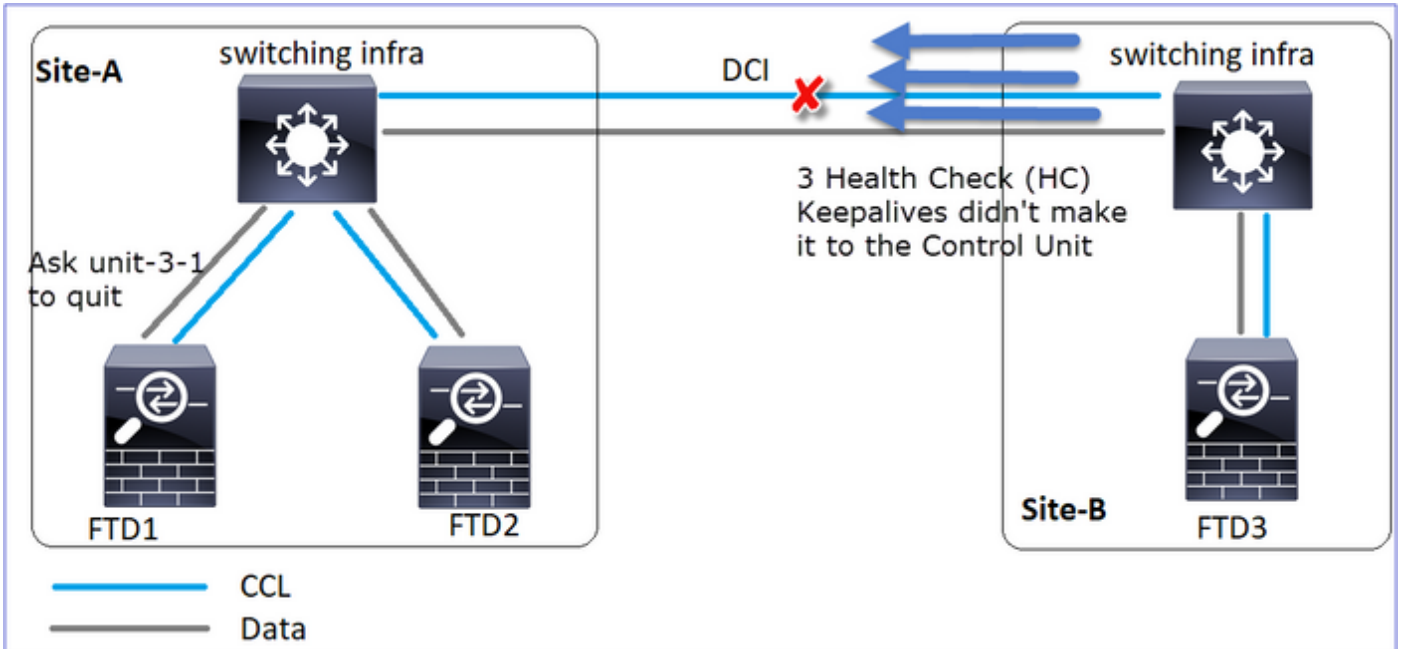 Site-A
switching infra
DCI
switching infra
3 Health Check (HC)
Keepalives didn't make
it to the Control Unit
Ask unit-3-1
to quit
FTD1
FTD2
Site-B
FTD3
CCL
Data